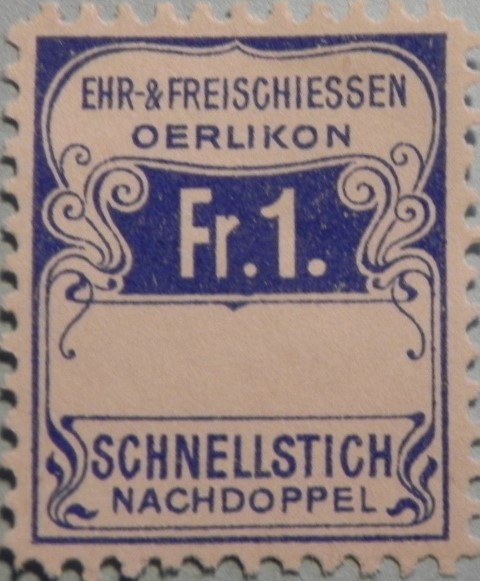 EHR-& FREISCHIESSEN
OERLIKON
Fr. 1.
SCHNELLSTICH
NACHDOPPEL